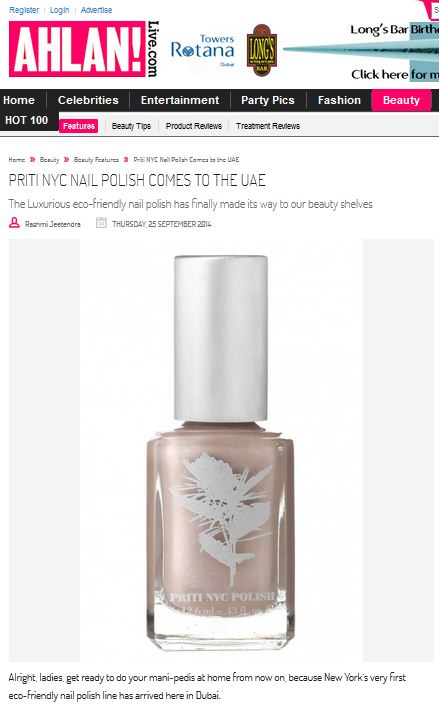 Register | Login | Advertise
AHLAN!
Live.com
Towers
Rotana
Dubai
LONG'S
BAR
Long's Bar Birth
Click here for m
Home
Celebrities
Entertainment
Party Pics
Fashion
Beauty
HOT 100
Features
Beauty Tips
Product Reviews
Treatment Reviews
Home » Beauty » Beauty Features » Priti NYC Nail Polish Comes to the UAE
PRITI NYC NAIL POLISH COMES TO THE UAE
The Luxurious eco-friendly nail polish has finally made its way to our beauty shelves
Rashmi Jeetendra
THURSDAY, 25 SEPTEMBER 2014
PRITI NYC POLISH
12.6 ml - .43 fl. oz.
Alright, ladies, get ready to do your mani-pedis at home from now on, because New York's very first
eco-friendly nail polish line has arrived here in Dubai.